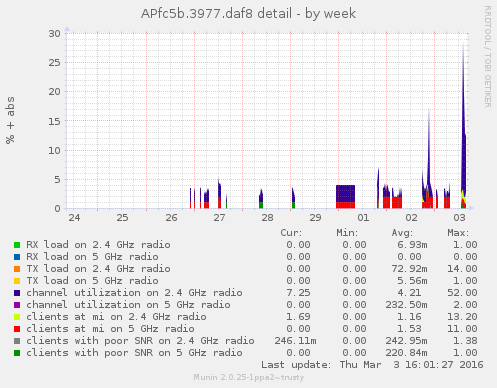 APfc5b.3977.daf8 detail - by week
RRDTOOL / TOBI OETIKER
% + abs
30
25
20
15
10
5
0
24 25 26 27 28 29 01 02 03
Cur: Min: Avg: Max:
RX load on 2.4 GHz radio 0.00 0.00 6.93m 1.00
RX load on 5 GHz radio 0.00 0.00 0.00 0.00
TX load on 2.4 GHz radio 0.00 0.00 72.92m 14.00
TX load on 5 GHz radio 0.00 0.00 5.56m 1.00
channel utilization on 2.4 GHz radio 7.25 0.00 4.21 52.00
channel utilization on 5 GHz radio 0.00 0.00 232.50m 2.00
clients at mi on 2.4 GHz radio 1.69 0.00 1.16 13.20
clients at mi on 5 GHz radio 0.00 0.00 1.53 11.00
clients with poor SNR on 2.4 GHz radio 246.11m 0.00 242.95m 1.38
clients with poor SNR on 5 GHz radio 0.00 0.00 220.84m 1.00
Last update: Thu Mar 3 16:01:27 2016
Munin 2.0.25-1ppa2~trusty